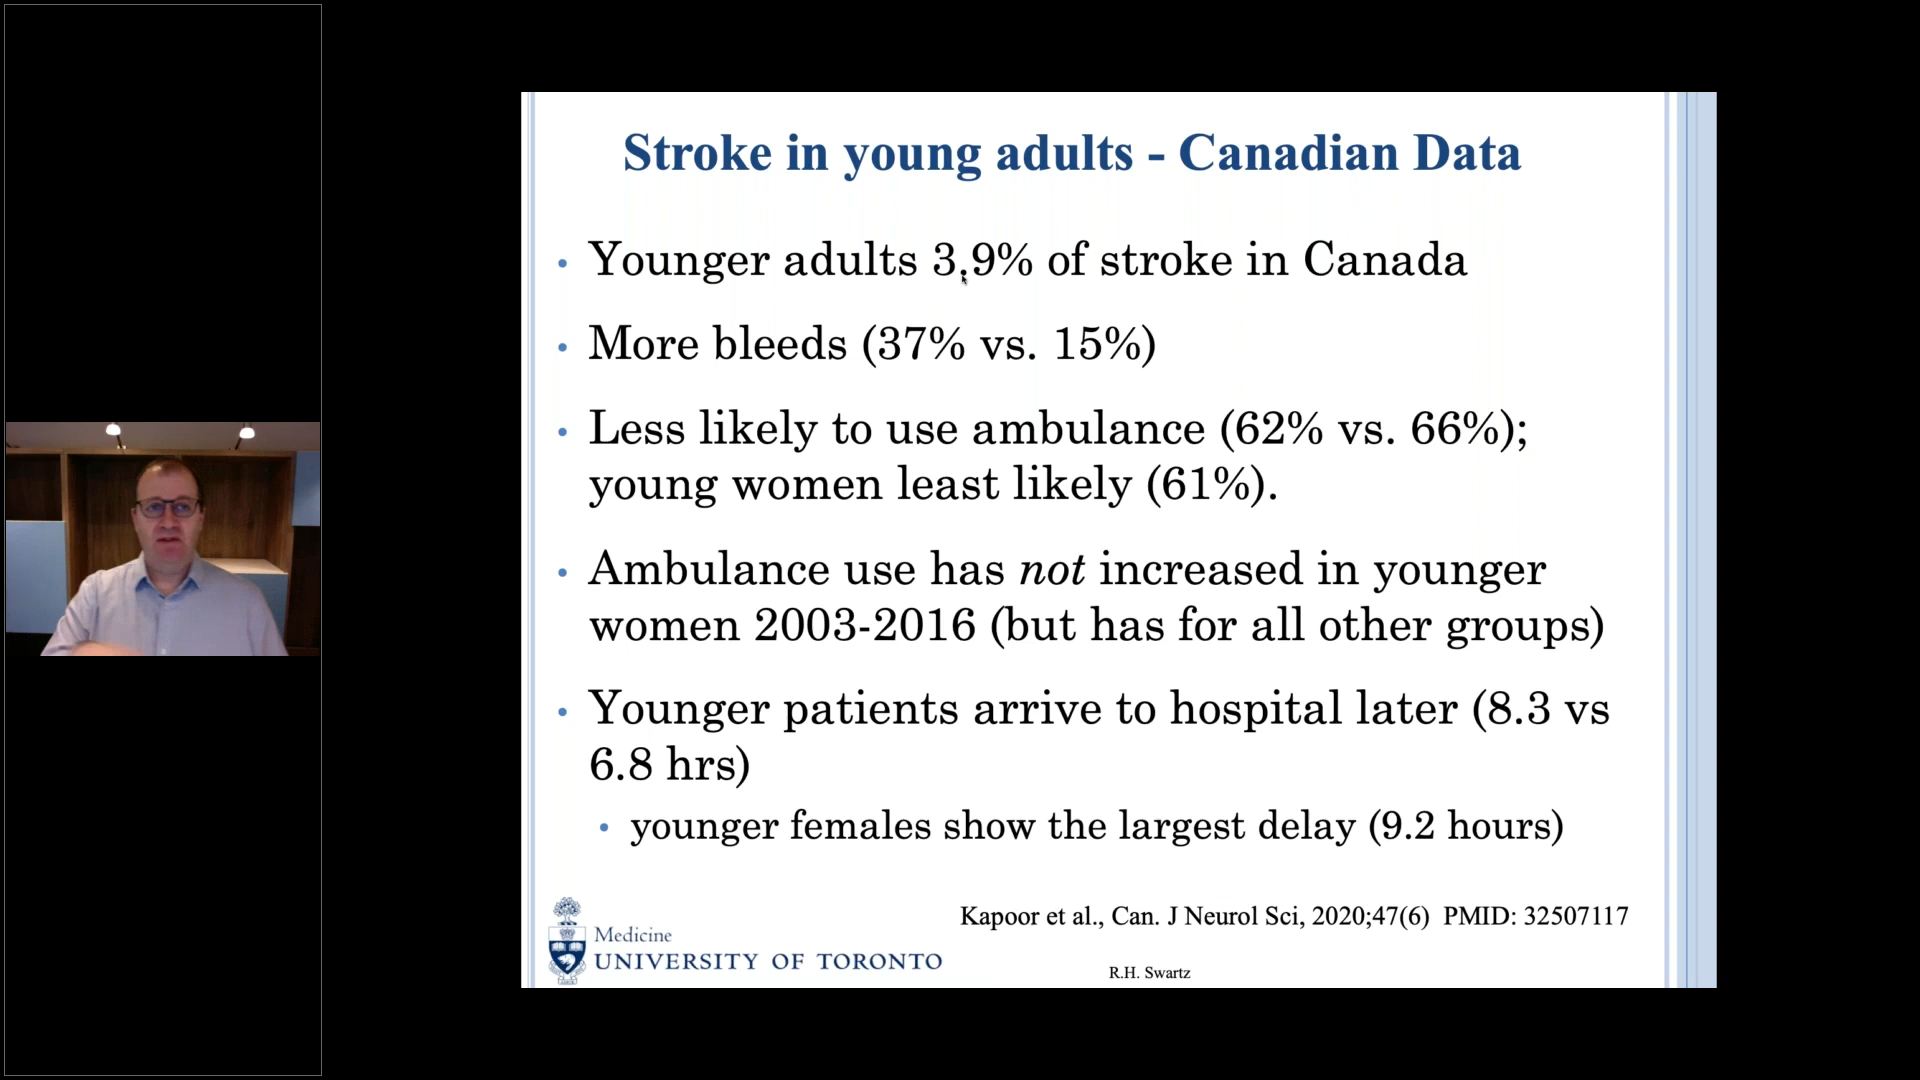 Stroke in young adults - Canadian Data
• Younger adults 3.9% of stroke in Canada
• More bleeds (37% vs. 15%)
• Less likely to use ambulance (62% vs. 66%);
young women least likely (61%).
• Ambulance use has not increased in younger
women 2003-2016 (but has for all other groups)
• Younger patients arrive to hospital later (8.3 vs
6.8 hrs)
• younger females show the largest delay (9.2 hours)
Kapoor et al., Can. J Neurol Sci, 2020;47(6) PMID: 32507117
Medicine
UNIVERSITY OF TORONTO
R.H. Swartz